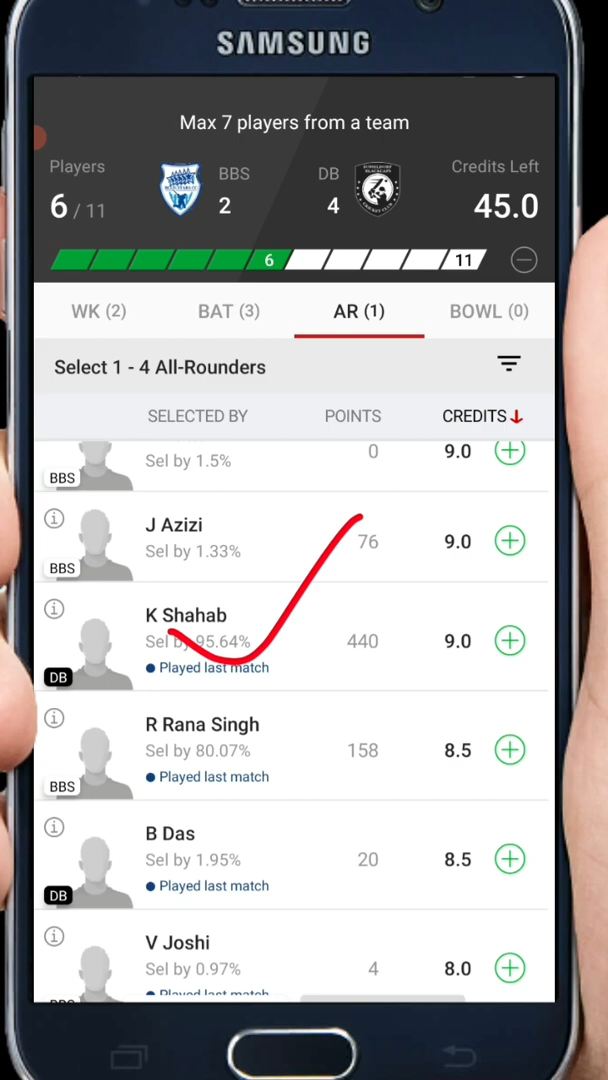 SAMSUNG
Max 7 players from a team
Players
BBS
DB
Credits Left
6 / 11
2
4
45.0
6
11
WK (2)
BAT (3)
AR (1)
BOWL (0)
Select 1 - 4 All-Rounders
SELECTED BY
POINTS
CREDITS
Sel by 1.5%
0
9.0
BBS
J Azizi
Sel by 1.33%
76
9.0
BBS
K Shahab
Sel by 95.64%
440
9.0
Played last match
DB
R Rana Singh
Sel by 80.07%
158
8.5
Played last match
BBS
B Das
Sel by 1.95%
20
8.5
Played last match
DB
V Joshi
Sel by 0.97%
4
8.0
Played last match
BBS